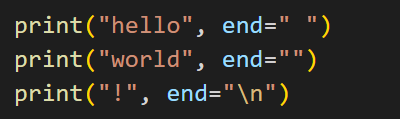 print("hello", end=" ")
print("world", end="")
print("!", end="\n")